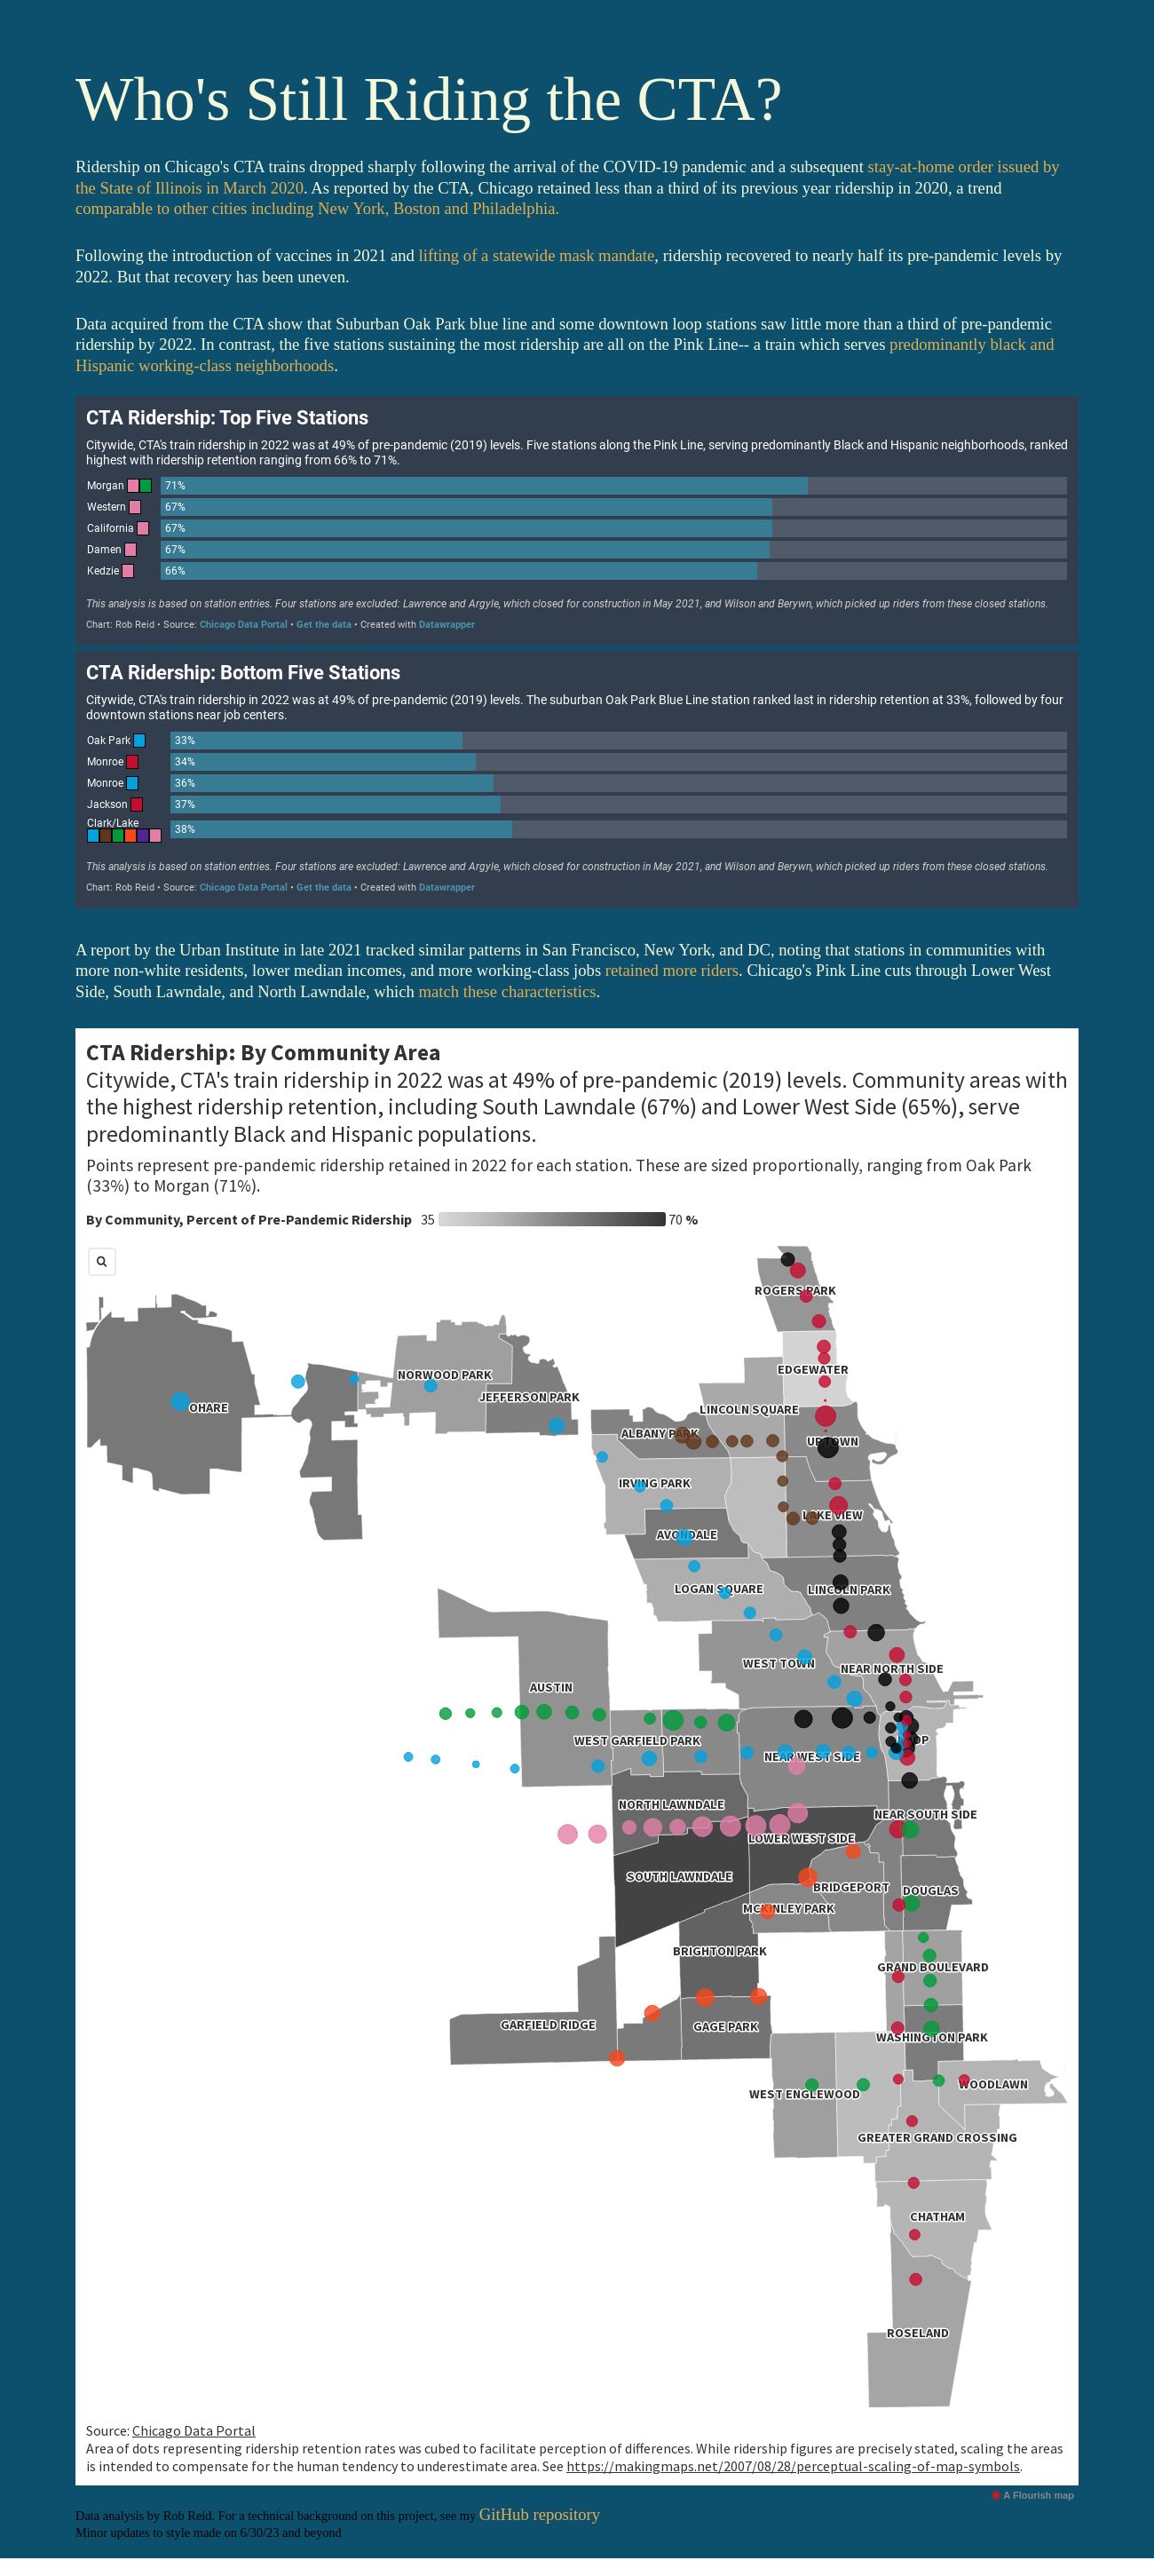 Who's Still Riding the CTA?
Ridership on Chicago's CTA trains dropped sharply following the arrival of the COVID-19 pandemic and a subsequent stay-at-home order issued by
the State of Illinois in March 2020. As reported by the CTA, Chicago retained less than a third of its previous year ridership in 2020, a trend
comparable to other cities including New York, Boston and Philadelphia.
Following the introduction of vaccines in 2021 and lifting of a statewide mask mandate, ridership recovered to nearly half its pre-pandemic levels by
2022. But that recovery has been uneven.
Data acquired from the CTA show that Suburban Oak Park blue line and some downtown loop stations saw little more than a third of pre-pandemic
ridership by 2022. In contrast, the five stations sustaining the most ridership are all on the Pink Line-- a train which serves predominantly black and
Hispanic working-class neighborhoods.
CTA Ridership: Top Five Stations
Citywide, CTA's train ridership in 2022 was at 49% of pre-pandemic (2019) levels. Five stations along the Pink Line, serving predominantly Black and Hispanic neighborhoods, ranked
highest with ridership retention ranging from 66% to 71%.
Morgan 71%
Western 67%
California 67%
Damen 67%
Kedzie 66%
This analysis is based on station entries. Four stations are excluded: Lawrence and Argyle, which closed for construction in May 2021, and Wilson and Berywn, which picked up riders from these closed stations.
Chart: Rob Reid • Source: Chicago Data Portal • Get the data • Created with Datawrapper
CTA Ridership: Bottom Five Stations
Citywide, CTA's train ridership in 2022 was at 49% of pre-pandemic (2019) levels. The suburban Oak Park Blue Line station ranked last in ridership retention at 33%, followed by four
downtown stations near job centers.
Oak Park 33%
Monroe 34%
Monroe 36%
Jackson 37%
Clark/Lake 38%
This analysis is based on station entries. Four stations are excluded: Lawrence and Argyle, which closed for construction in May 2021, and Wilson and Berywn, which picked up riders from these closed stations.
Chart: Rob Reid • Source: Chicago Data Portal • Get the data • Created with Datawrapper
A report by the Urban Institute in late 2021 tracked similar patterns in San Francisco, New York, and DC, noting that stations in communities with
more non-white residents, lower median incomes, and more working-class jobs retained more riders. Chicago's Pink Line cuts through Lower West
Side, South Lawndale, and North Lawndale, which match these characteristics.
CTA Ridership: By Community Area
Citywide, CTA's train ridership in 2022 was at 49% of pre-pandemic (2019) levels. Community areas with
the highest ridership retention, including South Lawndale (67%) and Lower West Side (65%), serve
predominantly Black and Hispanic populations.
Points represent pre-pandemic ridership retained in 2022 for each station. These are sized proportionally, ranging from Oak Park
(33%) to Morgan (71%).
By Community, Percent of Pre-Pandemic Ridership 35 70 %
ROGERS PARK
EDGEWATER
NORWOOD PARK
JEFFERSON PARK
OHARE
LINCOLN SQUARE
ALBANY PARK
UPTOWN
IRVING PARK
LAKE VIEW
AVONDALE
LOGAN SQUARE
LINCOLN PARK
WEST TOWN
NEAR NORTH SIDE
AUSTIN
WEST GARFIELD PARK
OP
NEAR WEST SIDE
NORTH LAWNDALE
NEAR SOUTH SIDE
LOWER WEST SIDE
SOUTH LAWNDALE
BRIDGEPORT
DOUGLAS
MCKINLEY PARK
BRIGHTON PARK
GRAND BOULEVARD
GARFIELD RIDGE
GAGE PARK
WASHINGTON PARK
WOODLAWN
WEST ENGLEWOOD
GREATER GRAND CROSSING
CHATHAM
ROSELAND
Source: Chicago Data Portal
Area of dots representing ridership retention rates was cubed to facilitate perception of differences. While ridership figures are precisely stated, scaling the areas
is intended to compensate for the human tendency to underestimate area. See https://makingmaps.net/2007/08/28/perceptual-scaling-of-map-symbols.
A Flourish map
Data analysis by Rob Reid. For a technical background on this project, see my GitHub repository
Minor updates to style made on 6/30/23 and beyond